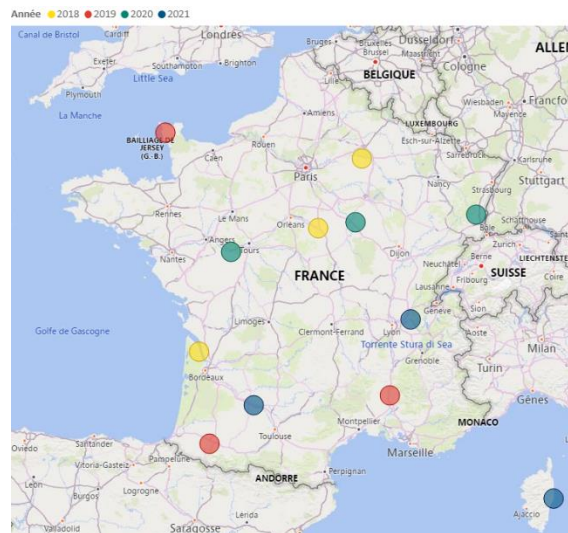 Année 2018 2019 2020 2021
Canal de Bristol
Cardiff
Londres
Bruges
Düsseldorf
ALLE
Southampton
Brighton
Bruxelles
Cologne
Exeter
Lille
BELGIQUE
Plymouth
Little Sea
Wiesbaden
Francfo
La Manche
Amiens
LUXEMBOURG
Mayence
BAILLIAGE DE
JERSEY
(G.-B.)
Rouen
Esch-sur-Alzette
Caen
Sarrebruck
Karlsruhe
Paris
Nancy
Strasbourg
Stuttgart
Rennes
Le Mans
Orléans
Schaffhouse
Angers
Tours
Bâle
Nantes
Dijon
Zurich
LIECHTENSTE
FRANCE
Neuchâtel
Berne
SUISSE
Fribourg
Coire
Lausanne
Genève
Sion
Golfe de Gascogne
Limoges
Clermont-Ferrand
Lyon
Aoste
Torrente Stura di Sea
Milan
Grenoble
Turin
Bordeaux
Gênes
Montpellier
MONACO
Oviedo
Santander
Toulouse
Marseille
Vitoria-Gasteiz
Pampelune
Perpignan
León
Burgos
Logrogne
ANDORRE
Lérida
Ajaccio
Valladolid
Saragosse